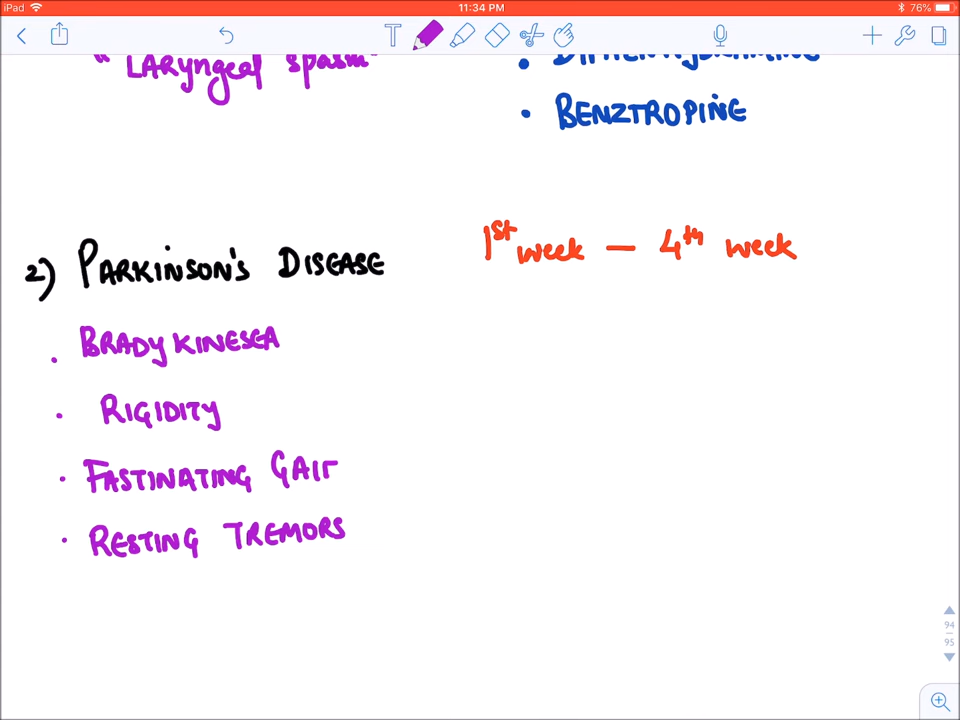 iPad 11:34 PM 76%
T
" LARyngeal spasm"
• BENZTROPINE
2) PARKINSON'S DISEASE 1st week — 4th week
• BRADYKINESEA
• RIGIDITY
• FASTINATING GAIT
• RESTING TREMORS
94
95